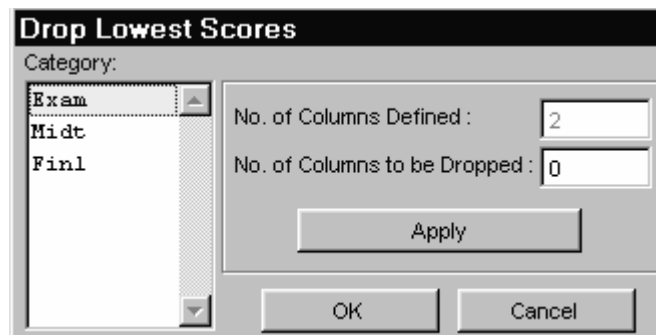 Drop Lowest Scores
Category:
Exam
Midt
Finl
No. of Columns Defined :
2
No. of Columns to be Dropped :
0
Apply
OK
Cancel